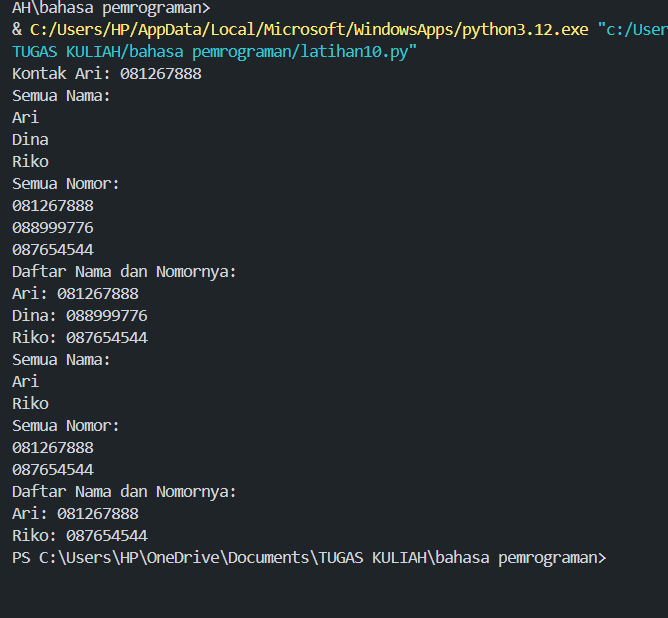 AH\bahasa pemrograman>
& C:/Users/HP/AppData/Local/Microsoft/WindowsApps/python3.12.exe "c:/User
TUGAS KULIAH/bahasa pemrograman/latihan10.py"
Kontak Ari: 081267888
Semua Nama:
Ari
Dina
Riko
Semua Nomor:
081267888
088999776
087654544
Daftar Nama dan Nomornya:
Ari: 081267888
Dina: 088999776
Riko: 087654544
Semua Nama:
Ari
Riko
Semua Nomor:
081267888
087654544
Daftar Nama dan Nomornya:
Ari: 081267888
Riko: 087654544
PS C:\Users\HP\OneDrive\Documents\TUGAS KULIAH\bahasa pemrograman>